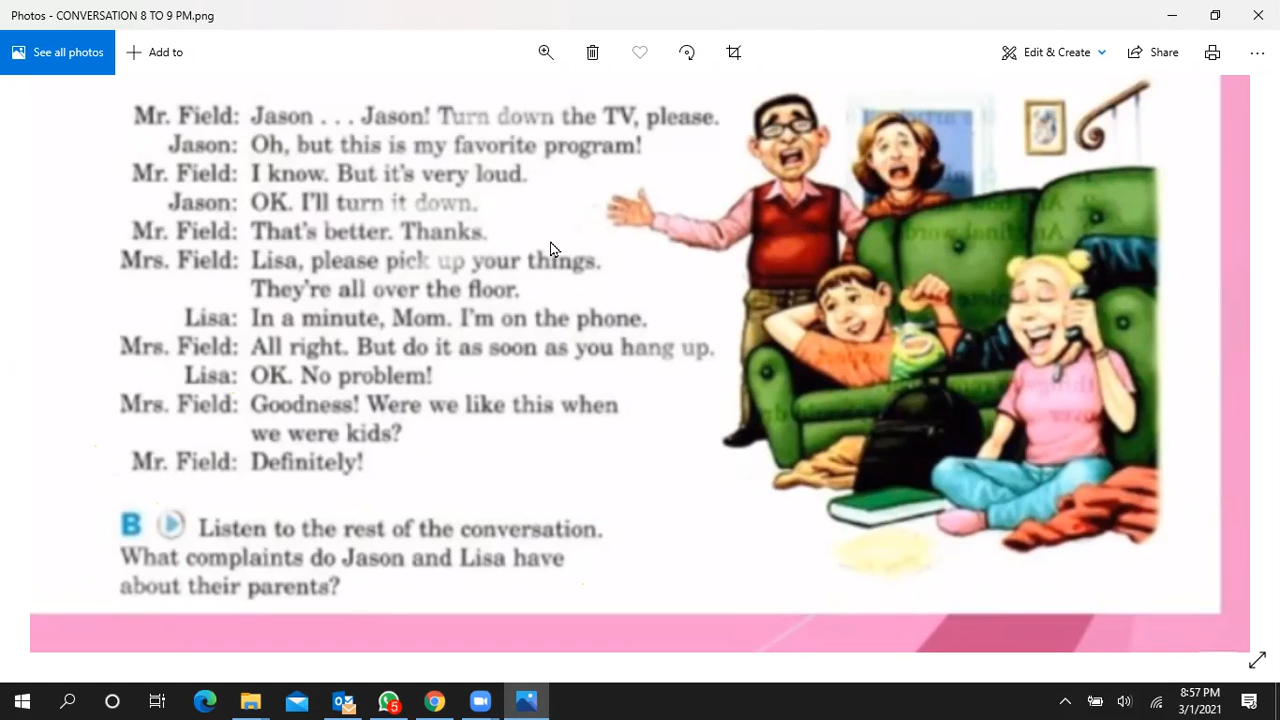 Photos - CONVERSATION 8 TO 9 PM.png
See all photos
Add to
Edit & Create
Share
Mr. Field: Jason . . . Jason! Turn down the TV, please.
Jason: Oh, but this is my favorite program!
Mr. Field: I know. But it's very loud.
Jason: OK. I'll turn it down.
Mr. Field: That's better. Thanks.
Mrs. Field: Lisa, please pick up your things.
They're all over the floor.
Lisa: In a minute, Mom. I'm on the phone.
Mrs. Field: All right. But do it as soon as you hang up.
Lisa: OK. No problem!
Mrs. Field: Goodness! Were we like this when
we were kids?
Mr. Field: Definitely!
B Listen to the rest of the conversation.
What complaints do Jason and Lisa have
about their parents?
5
8:57 PM
3/1/2021